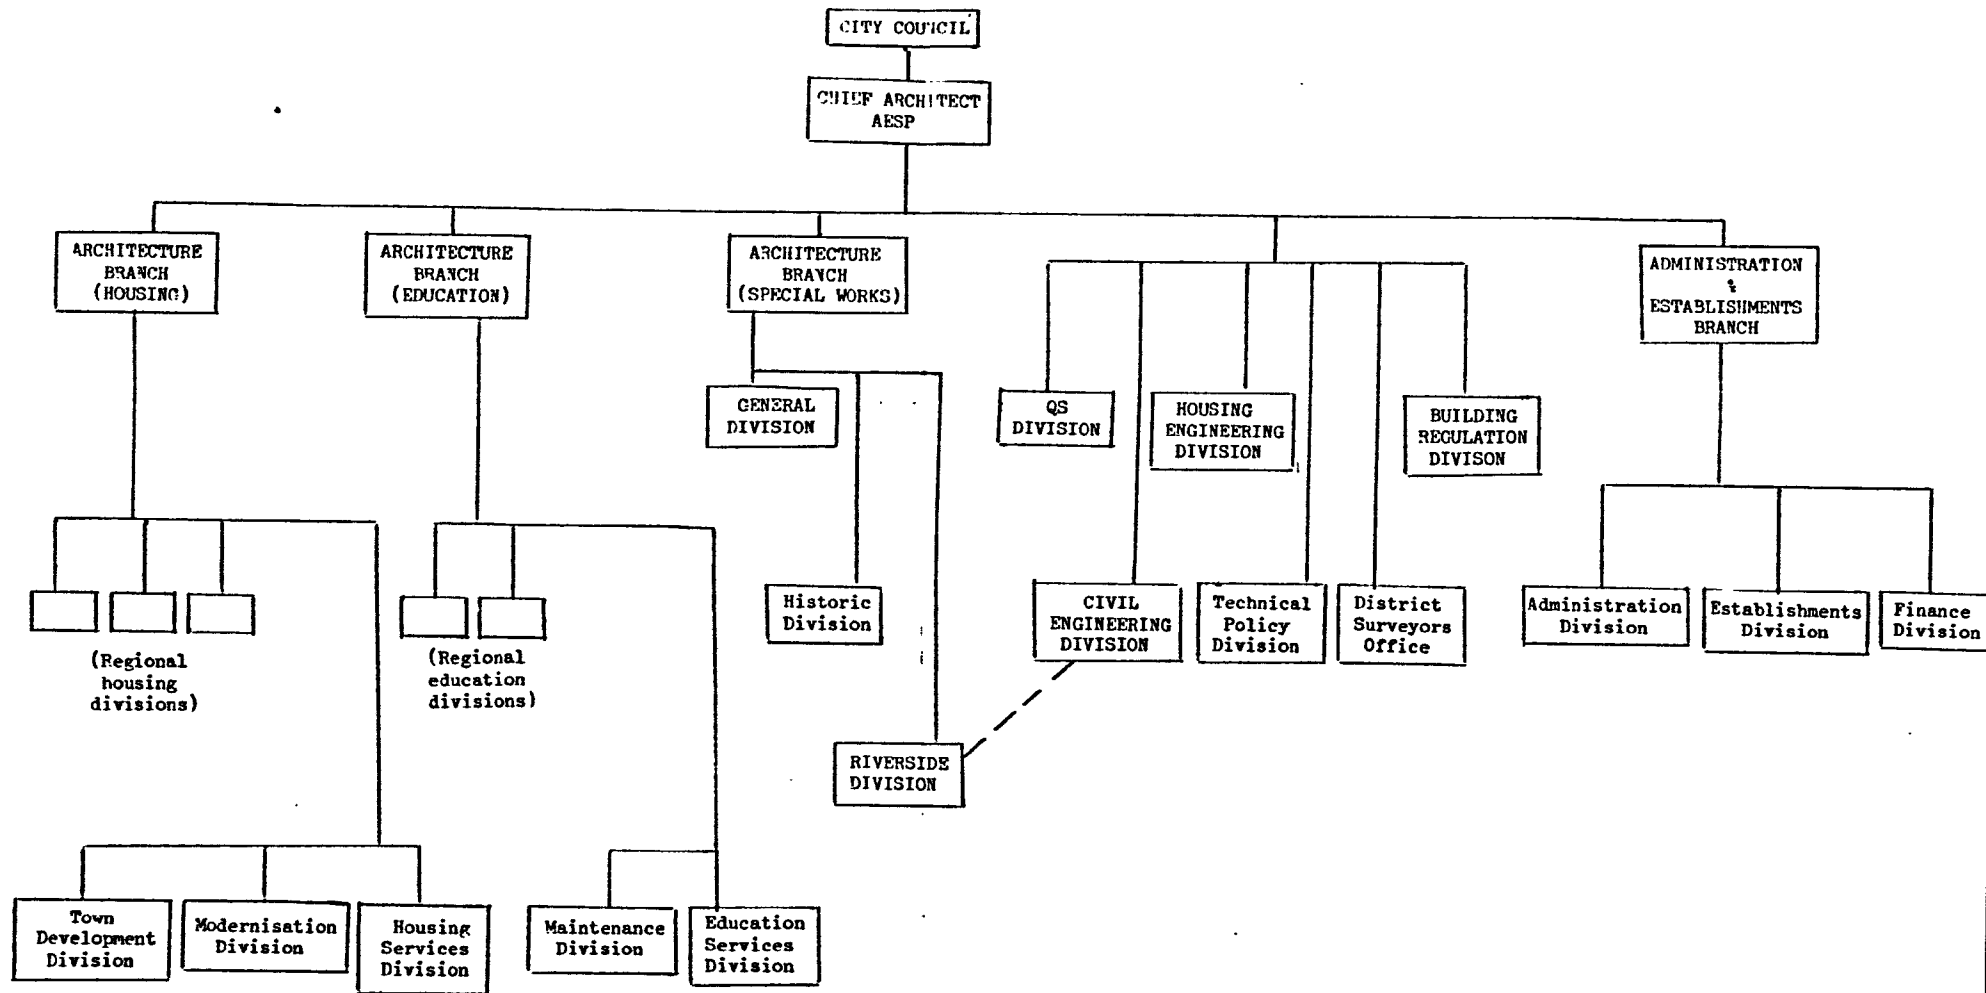 CITY COUNCIL
CHIEF ARCHITECT
AESP
ARCHITECTURE
BRANCH
(HOUSING)
ARCHITECTURE
BRANCH
(EDUCATION)
ARCHITECTURE
BRANCH
(SPECIAL WORKS)
ADMINISTRATION
&
ESTABLISHMENTS
BRANCH
GENERAL
DIVISION
QS
DIVISION
HOUSING
ENGINEERING
DIVISION
BUILDING
REGULATION
DIVISON
Historic
Division
CIVIL
ENGINEERING
DIVISION
Technical
Policy
Division
District
Surveyors
Office
Administration
Division
Establishments
Division
Finance
Division
(Regional
housing
divisions)
(Regional
education
divisions)
RIVERSIDE
DIVISION
Town
Development
Division
Modernisation
Division
Housing
Services
Division
Maintenance
Division
Education
Services
Division